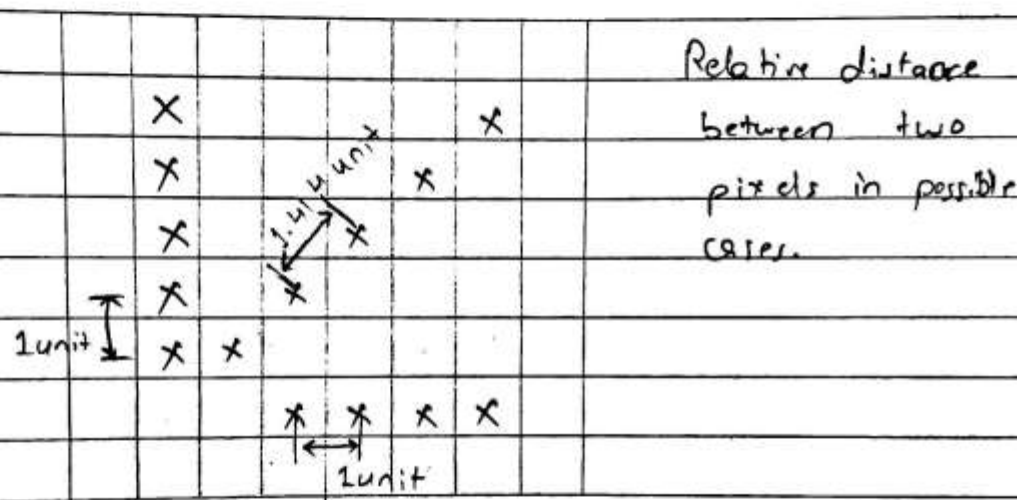 Relative distance
between two
pixels in possible
cases.
1.414 unit
1unit
1unit